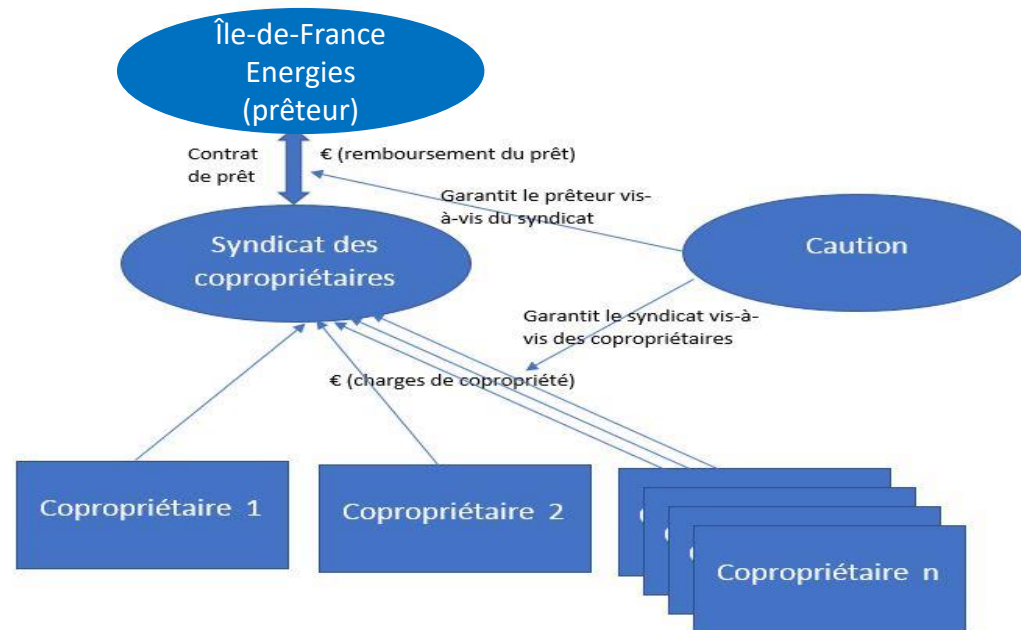 Île-de-France
Energies
(prêteur)
Contrat
de prêt
€ (remboursement du prêt)
Garantit le prêteur vis-
à-vis du syndicat
Syndicat des
copropriétaires
Caution
Garantit le syndicat vis-à-
vis des copropriétaires
€ (charges de copropriété)
Copropriétaire 1
Copropriétaire 2
Copropriétaire n